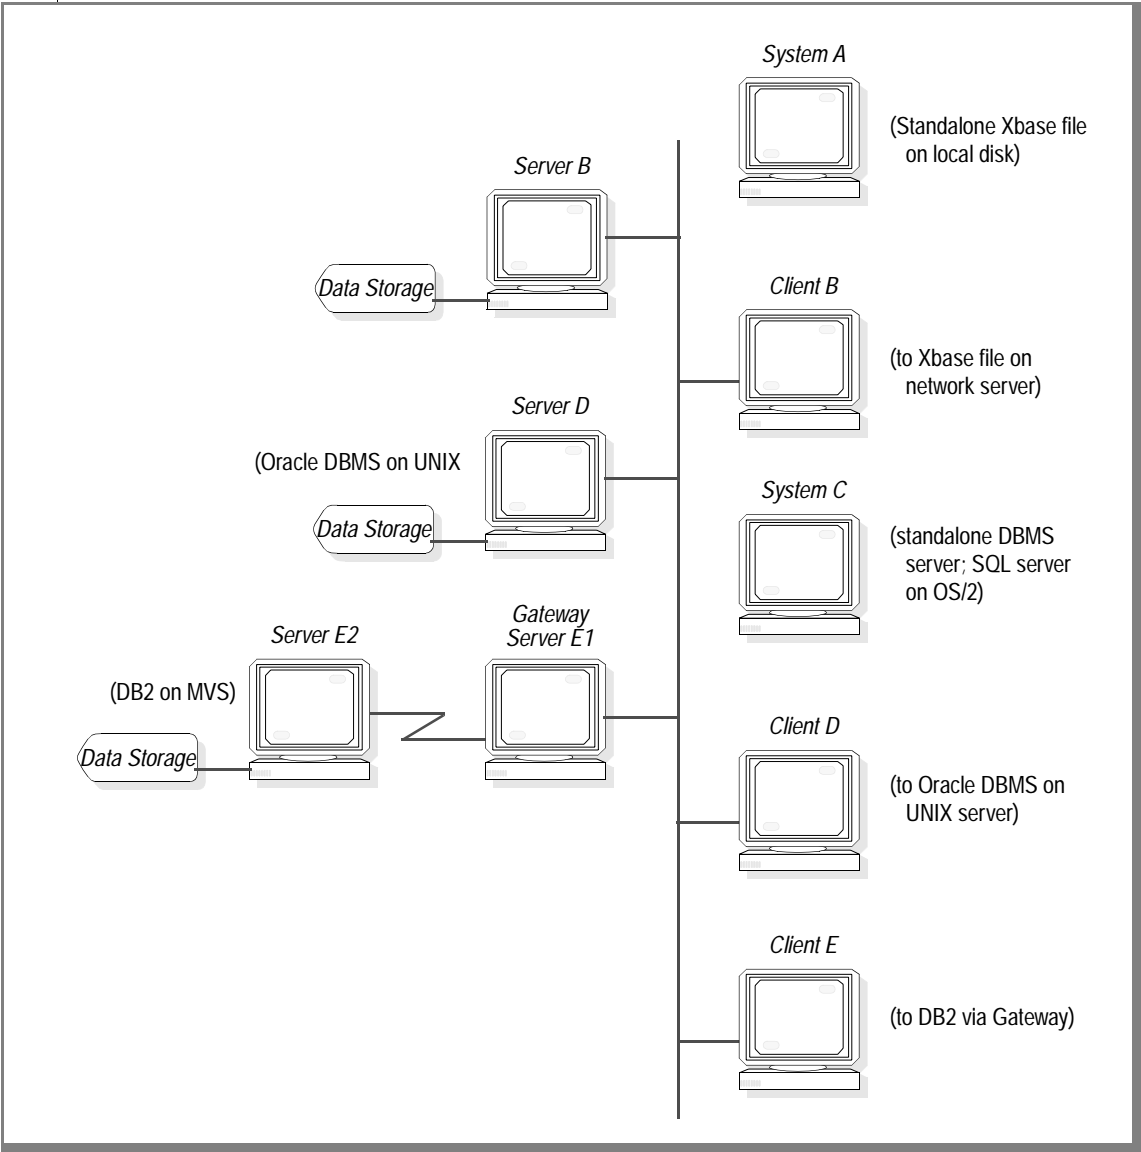 System A
(Standalone Xbase file
on local disk)
Server B
Data Storage
Client B
(to Xbase file on
network server)
Server D
(Oracle DBMS on UNIX
Data Storage
System C
(standalone DBMS
server; SQL server
on OS/2)
Gateway
Server E1
Server E2
(DB2 on MVS)
Data Storage
Client D
(to Oracle DBMS on
UNIX server)
Client E
(to DB2 via Gateway)